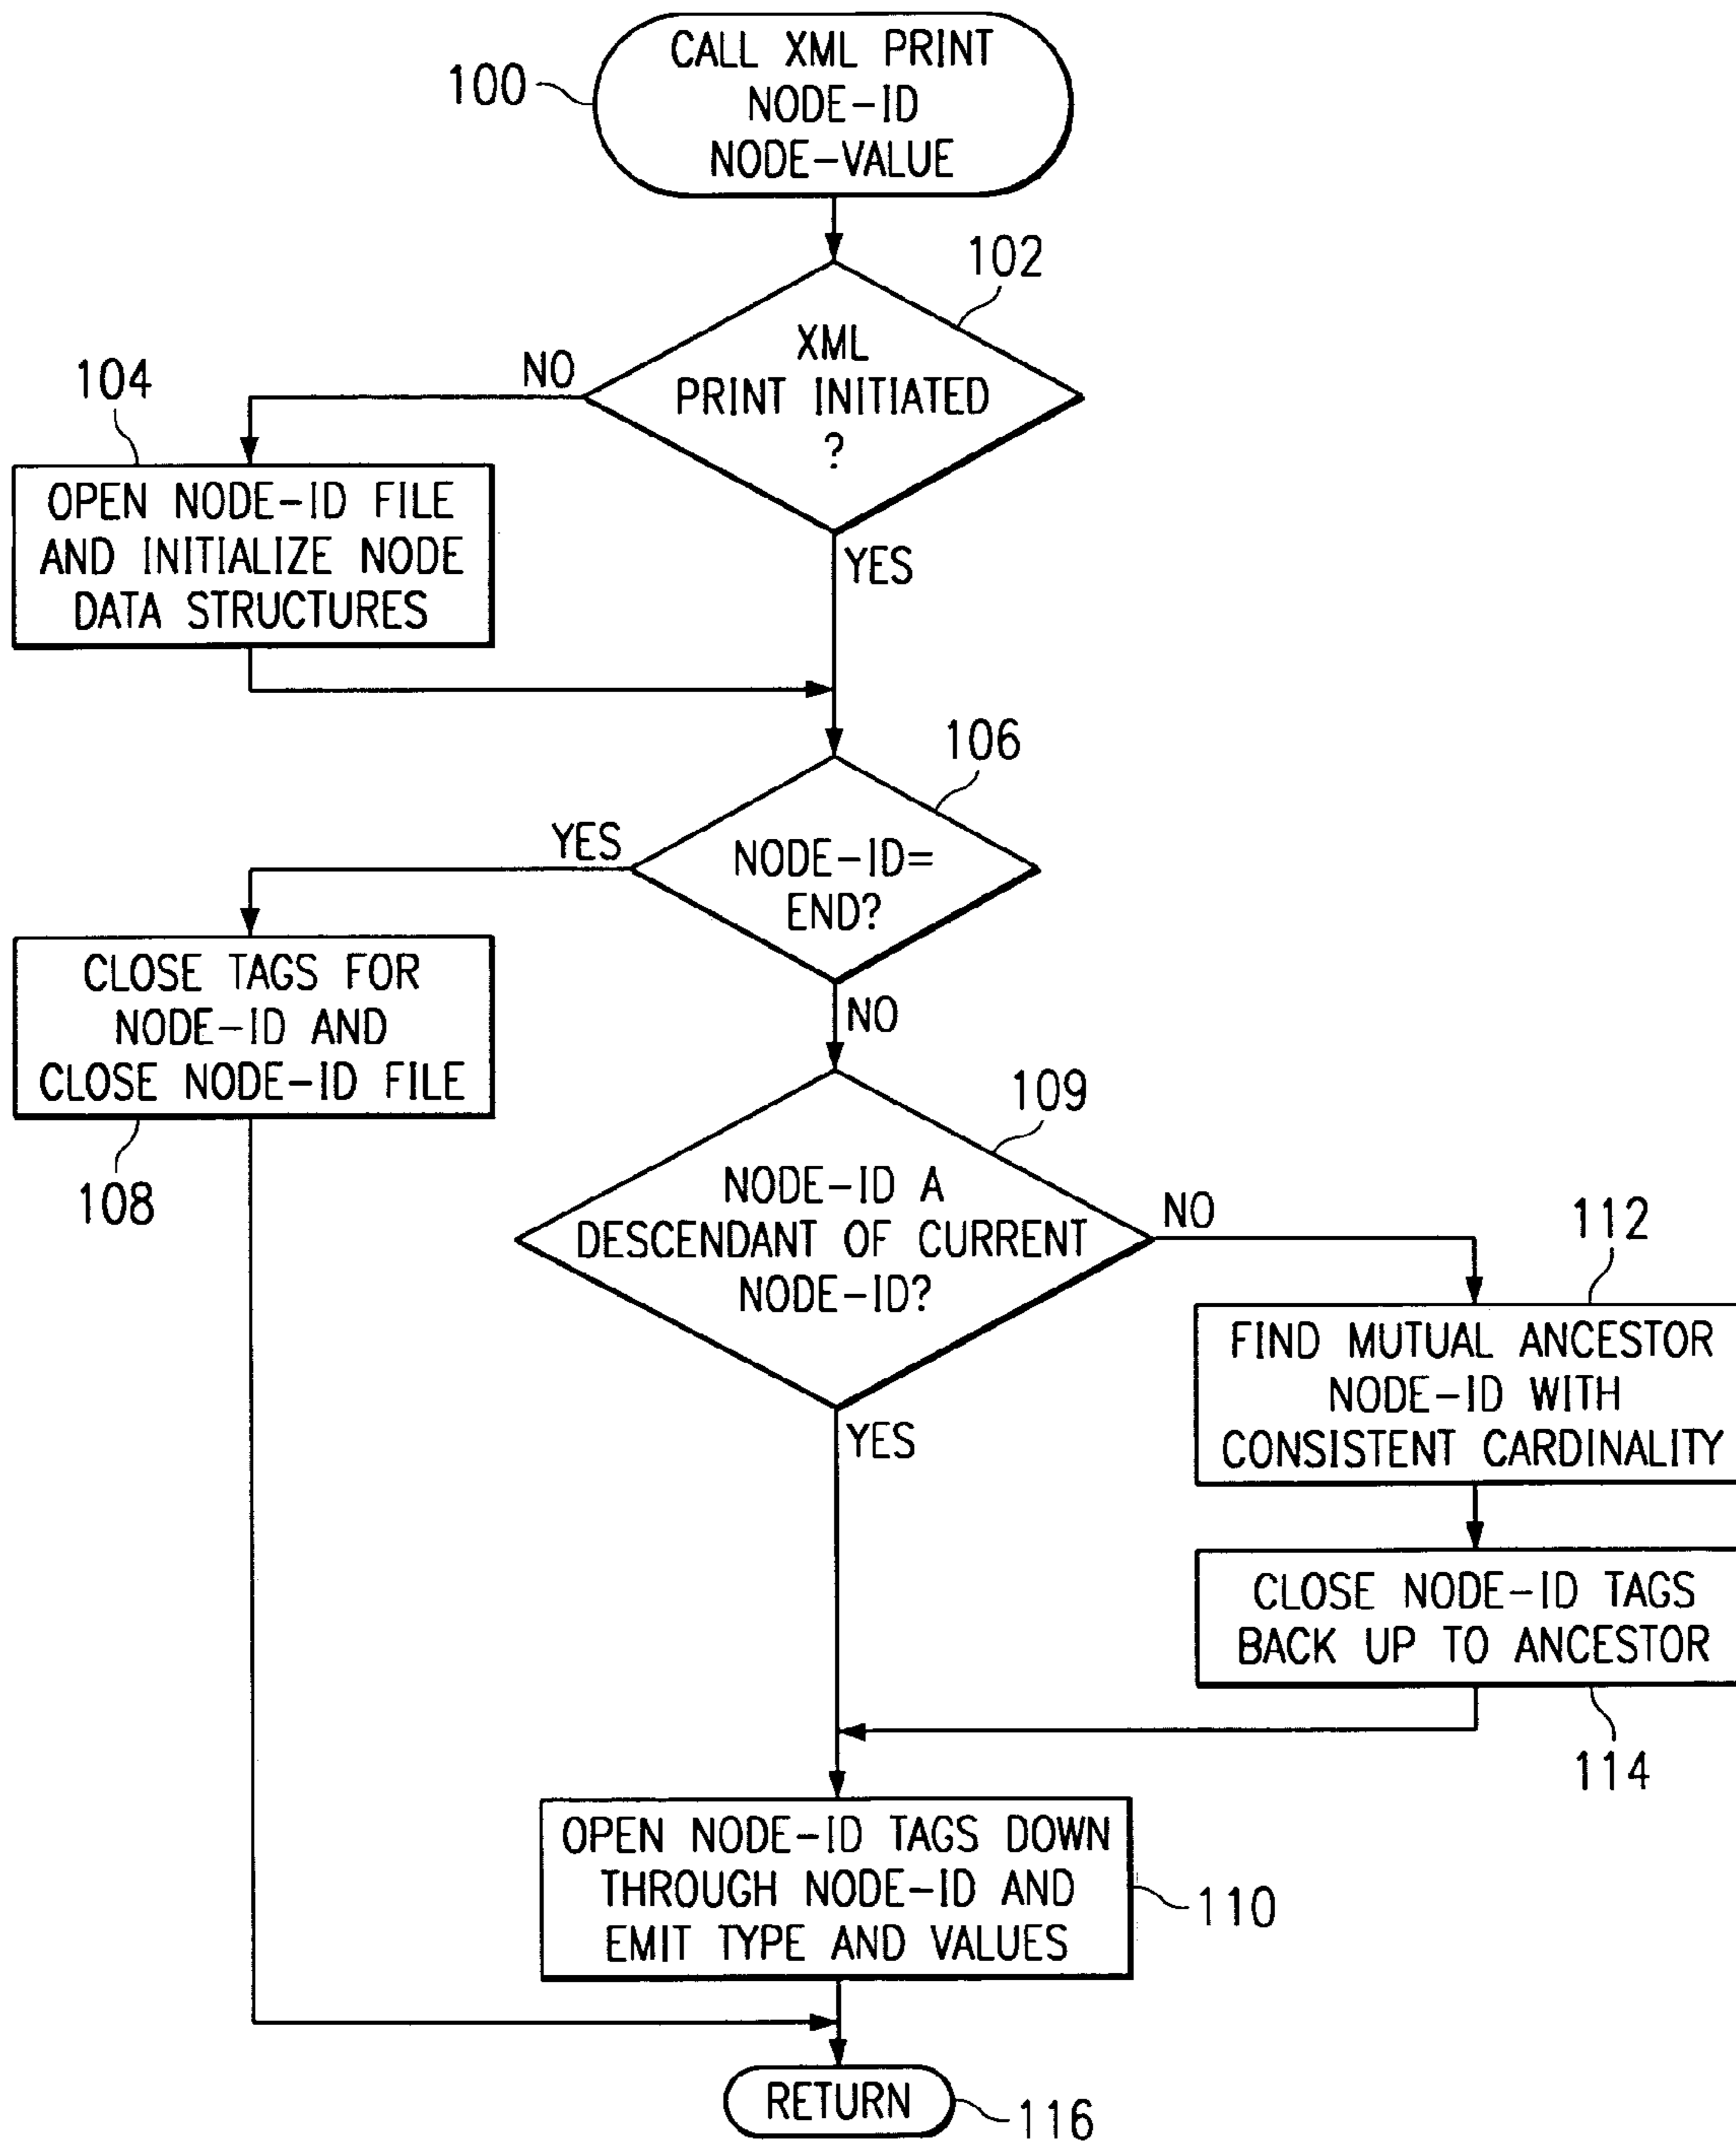 CALL XML PRINT
NODE-ID
NODE-VALUE
100
102
XML
PRINT INITIATED
?
NO
YES
104
OPEN NODE-ID FILE
AND INITIALIZE NODE
DATA STRUCTURES
106
NODE-ID=
END?
YES
NO
CLOSE TAGS FOR
NODE-ID AND
CLOSE NODE-ID FILE
108
109
NODE-ID A
DESCENDANT OF CURRENT
NODE-ID?
NO
YES
112
FIND MUTUAL ANCESTOR
NODE-ID WITH
CONSISTENT CARDINALITY
CLOSE NODE-ID TAGS
BACK UP TO ANCESTOR
114
OPEN NODE-ID TAGS DOWN
THROUGH NODE-ID AND
EMIT TYPE AND VALUES
110
RETURN
116